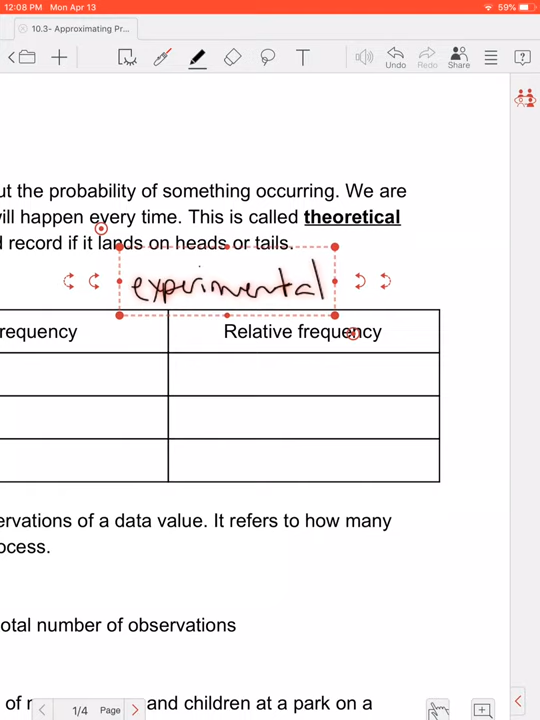 12:08 PM Mon Apr 13 59%
10.3- Approximating Pr...
Undo Redo Share
ut the probability of something occurring. We are
vill happen every time. This is called theoretical
d record if it lands on heads or tails.
experimental
requency Relative frequency
ervations of a data value. It refers to how many
ocess.
otal number of observations
of and children at a park on a
1/4 Page